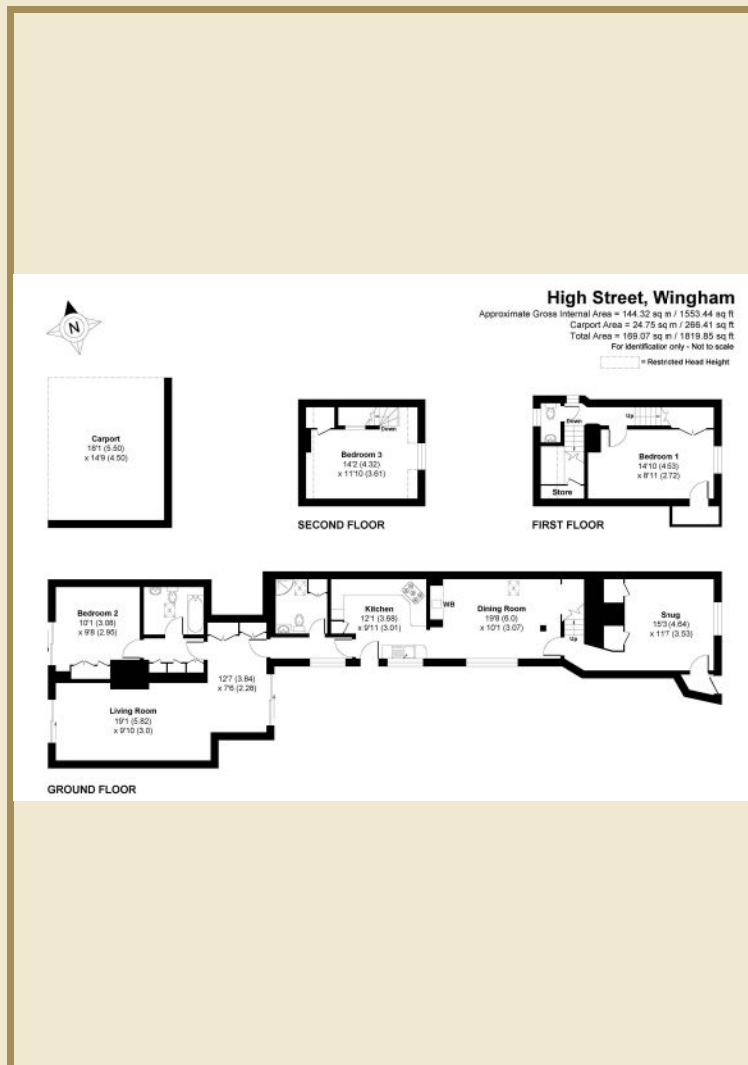 High Street, Wingham
Approximate Gross Internal Area = 144.32 sq m / 1553.44 sq ft
Carport Area = 24.75 sq m / 266.41 sq ft
Total Area = 169.07 sq m / 1819.85 sq ft
For identification only - Not to scale
= Restricted Head Height
N
Carport
18'1 (5.50)
x 14'9 (4.50)
Down
Bedroom 3
14'2 (4.32)
x 11'10 (3.61)
SECOND FLOOR
Down
Up
Bedroom 1
14'10 (4.53)
x 8'11 (2.72)
Store
FIRST FLOOR
Bedroom 2
10'1 (3.08)
x 9'8 (2.95)
Kitchen
12'1 (3.68)
x 9'11 (3.01)
WB
Dining Room
19'8 (6.0)
x 10'1 (3.07)
Up
Snug
15'3 (4.64)
x 11'7 (3.53)
12'7 (3.84)
x 7'6 (2.28)
Living Room
19'1 (5.82)
x 9'10 (3.0)
GROUND FLOOR